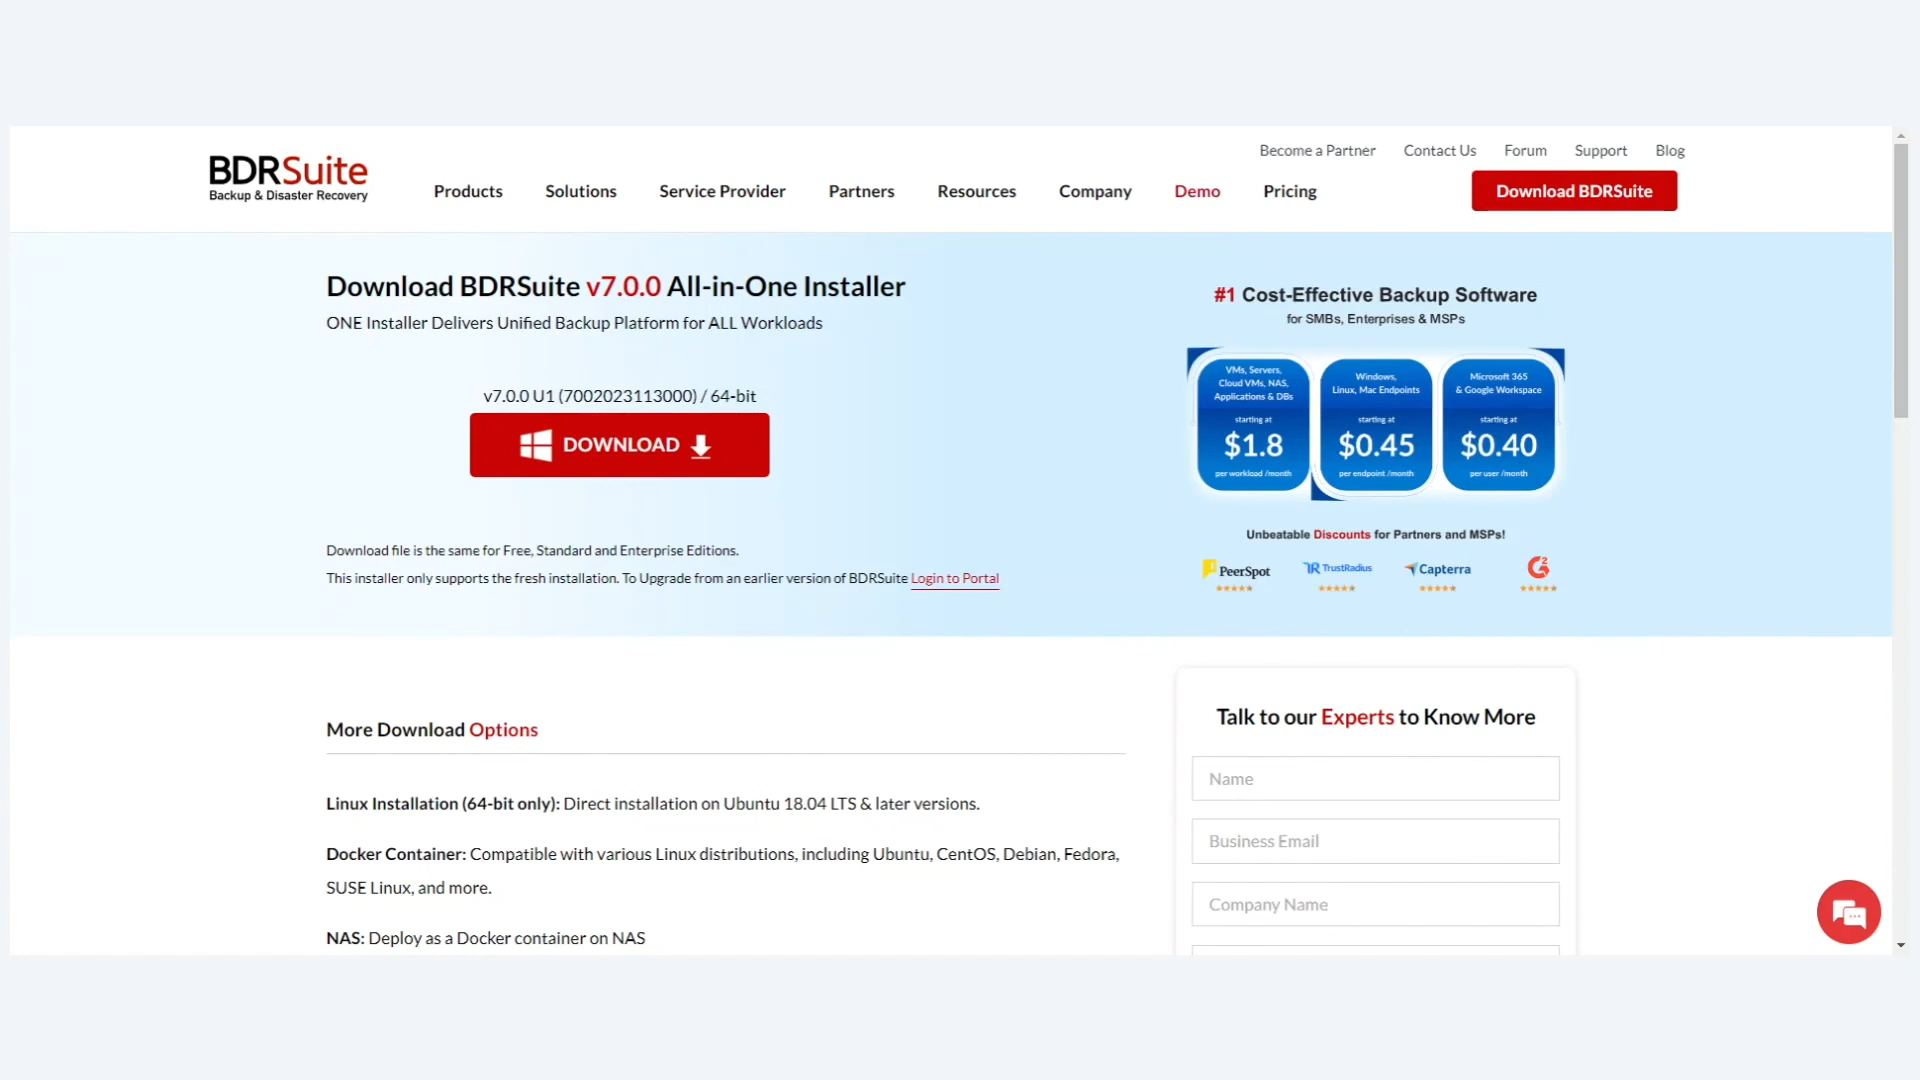 Become a Partner Contact Us Forum Support Blog
BDRSuite
Backup & Disaster Recovery
Products Solutions Service Provider Partners Resources Company Demo Pricing Download BDRSuite
Download BDRSuite v7.0.0 All-in-One Installer
ONE Installer Delivers Unified Backup Platform for ALL Workloads
v7.0.0 U1 (7002023113000) / 64-bit
DOWNLOAD
Download file is the same for Free, Standard and Enterprise Editions.
This installer only supports the fresh installation. To Upgrade from an earlier version of BDRSuite Login to Portal
#1 Cost-Effective Backup Software
for SMBs, Enterprises & MSPs
VMs, Servers,
Cloud VMs, NAS,
Applications & DBs
starting at
$1.8
per workload /month
Windows,
Linux, Mac Endpoints
starting at
$0.45
per endpoint /month
Microsoft 365
& Google Workspace
starting at
$0.40
per user /month
Unbeatable Discounts for Partners and MSPs!
PeerSpot TrustRadius Capterra G2
More Download Options
Linux Installation (64-bit only): Direct installation on Ubuntu 18.04 LTS & later versions.
Docker Container: Compatible with various Linux distributions, including Ubuntu, CentOS, Debian, Fedora,
SUSE Linux, and more.
NAS: Deploy as a Docker container on NAS
Talk to our Experts to Know More
Name
Business Email
Company Name